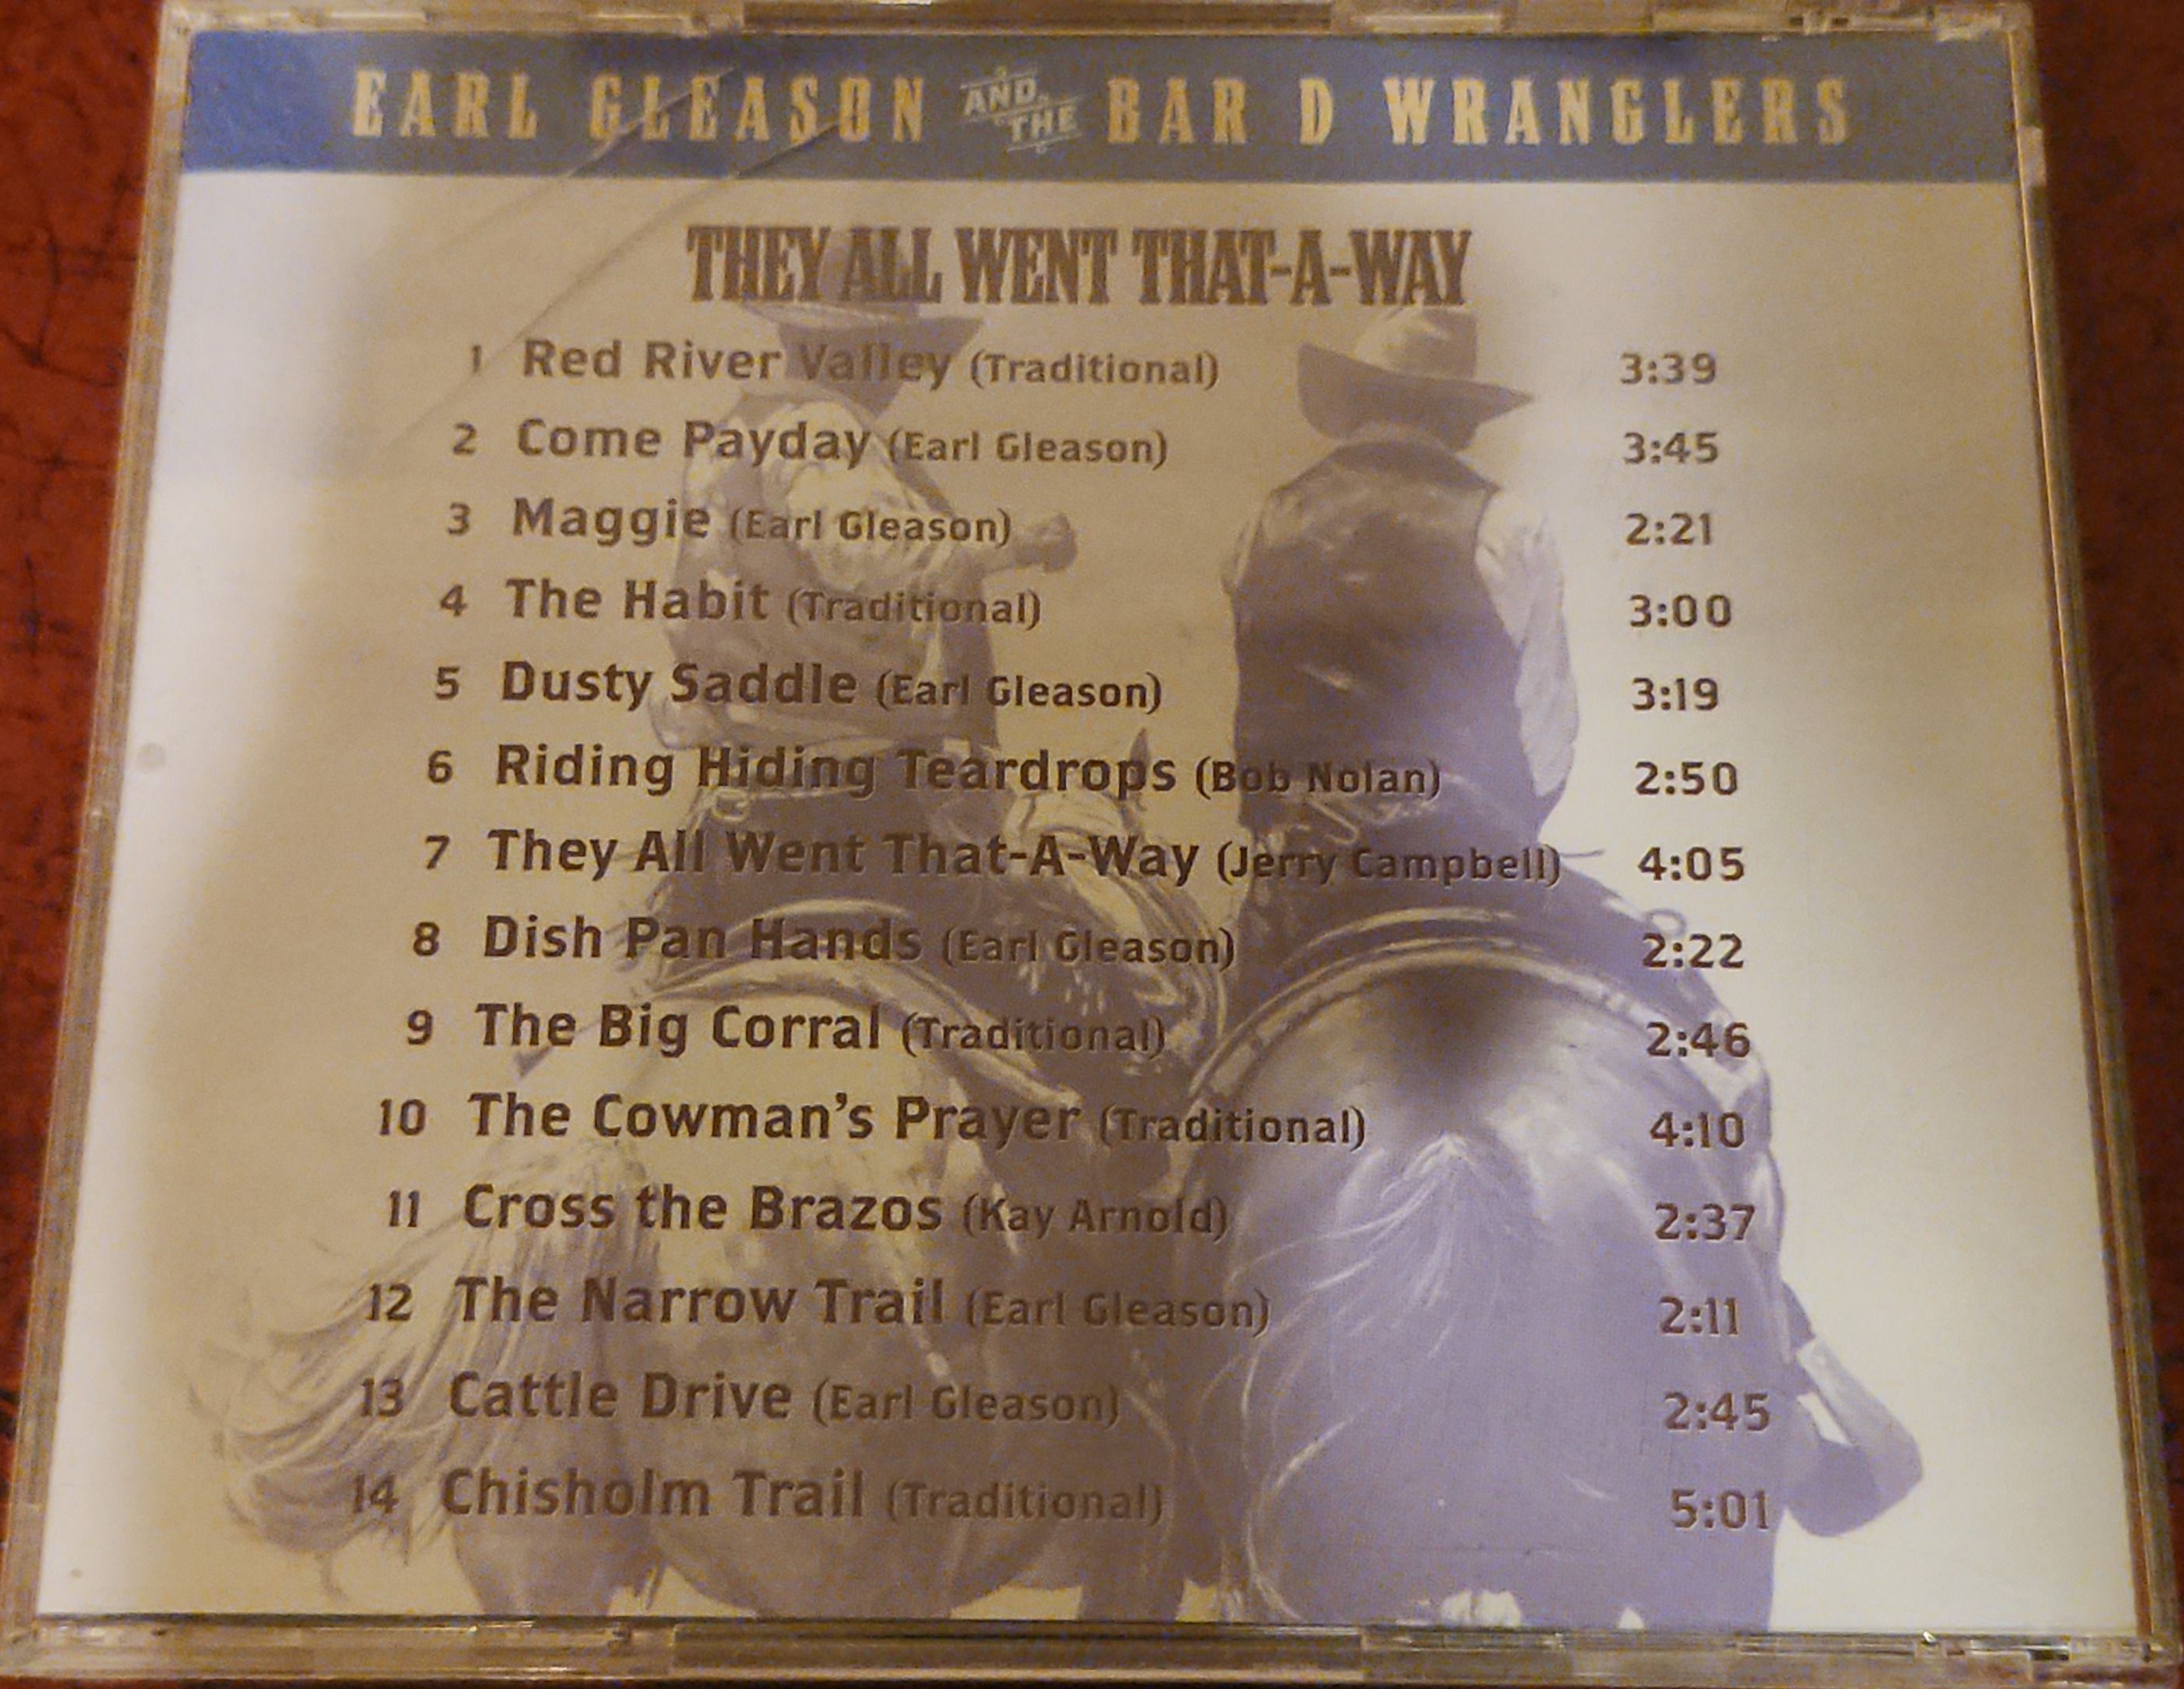 EARL GLEASON AND THE BAR D WRANGLERS
THEY ALL WENT THAT-A-WAY
1 Red River Valley (Traditional) 3:39
2 Come Payday (Earl Gleason) 3:45
3 Maggie (Earl Gleason) 2:21
4 The Habit (Traditional) 3:00
5 Dusty Saddle (Earl Gleason) 3:19
6 Riding Hiding Teardrops (Bob Nolan) 2:50
7 They All Went That-A-Way (Jerry Campbell) 4:05
8 Dish Pan Hands (Earl Gleason) 2:22
9 The Big Corral (Traditional) 2:46
10 The Cowman's Prayer (Traditional) 4:10
11 Cross the Brazos (Kay Arnold) 2:37
12 The Narrow Trail (Earl Gleason) 2:11
13 Cattle Drive (Earl Gleason) 2:45
14 Chisholm Trail (Traditional) 5:01